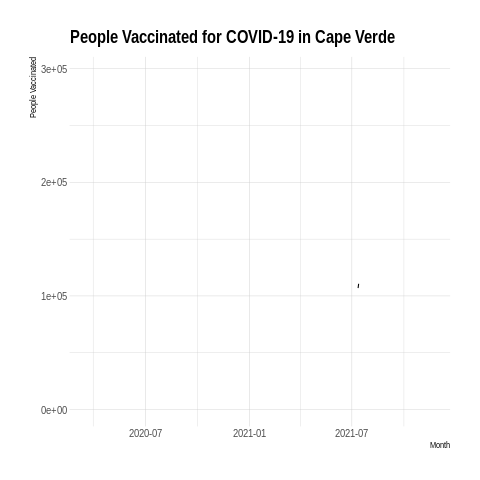 People Vaccinated for COVID-19 in Cape Verde
People Vaccinated
3e+05
2e+05
1e+05
0e+00
2020-07
2021-01
2021-07
Month